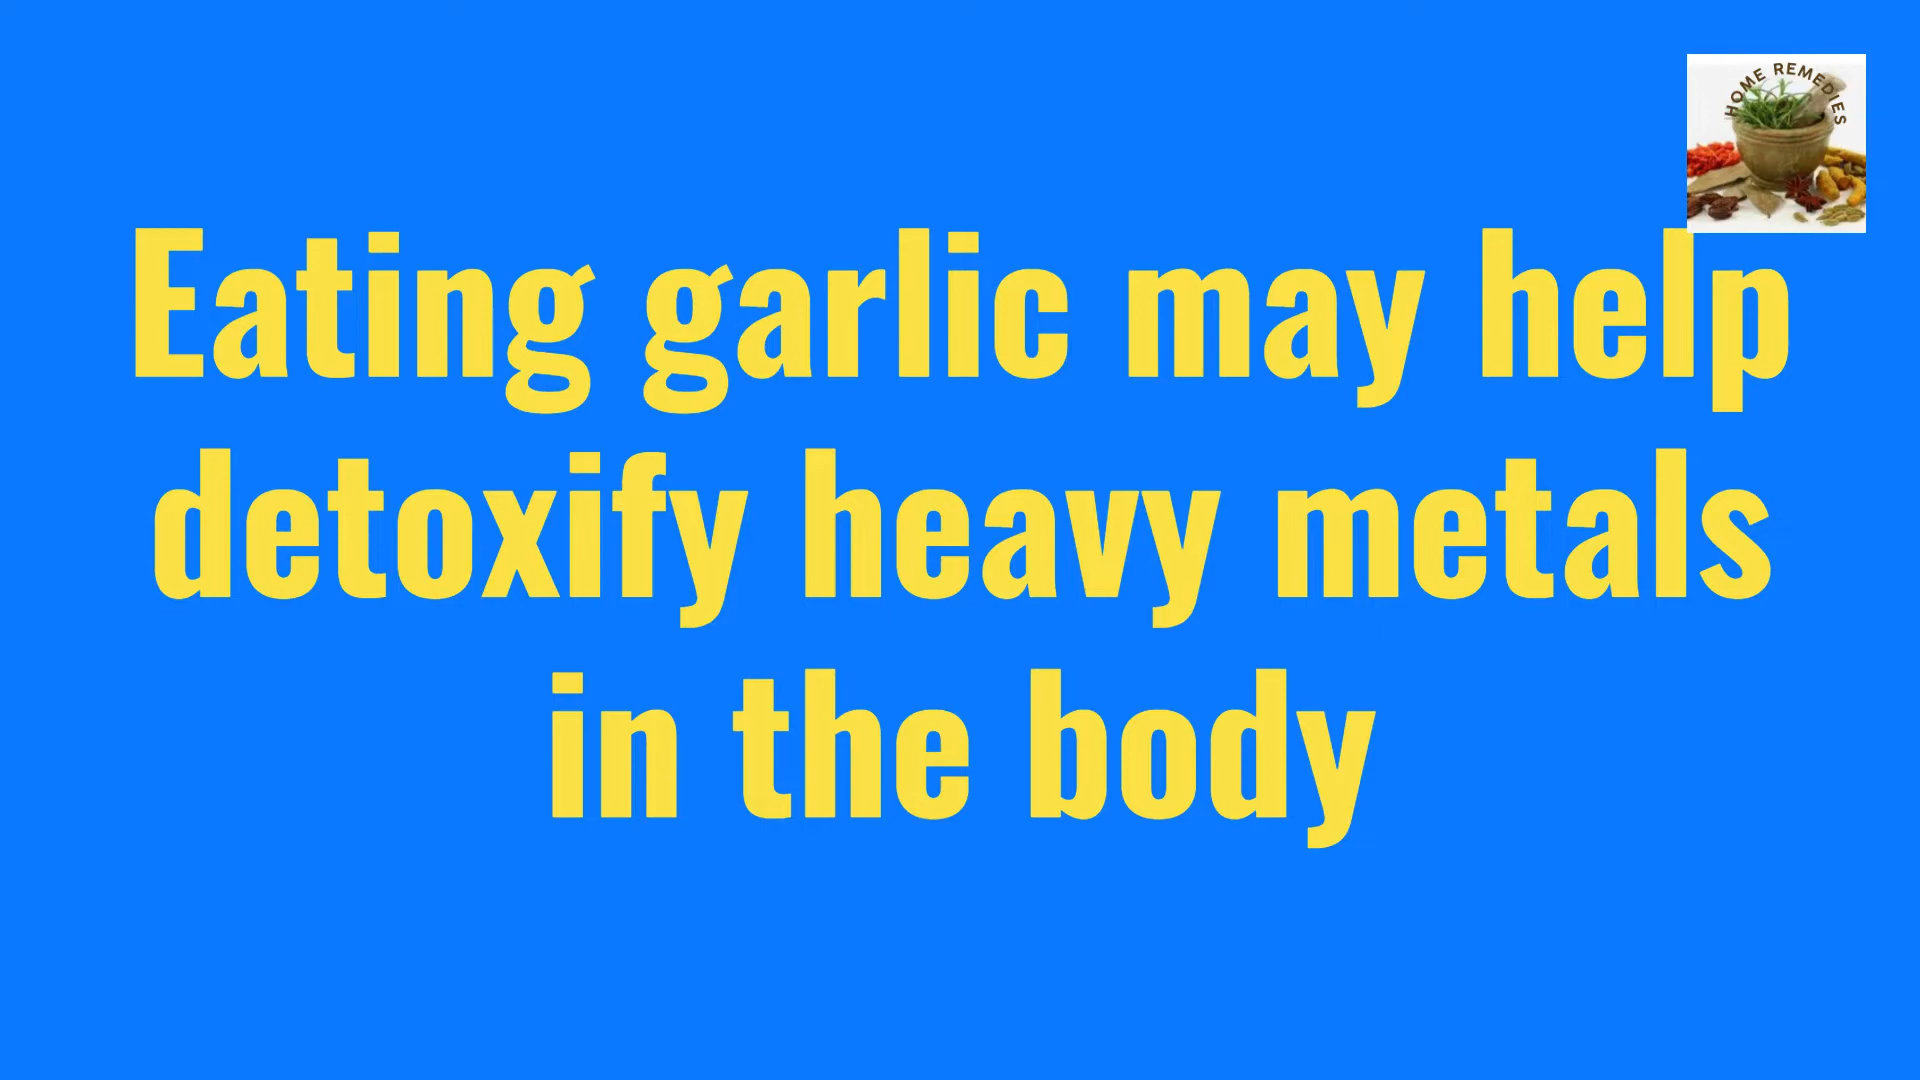 HOME REMEDIES
Eating garlic may help
detoxify heavy metals
in the body